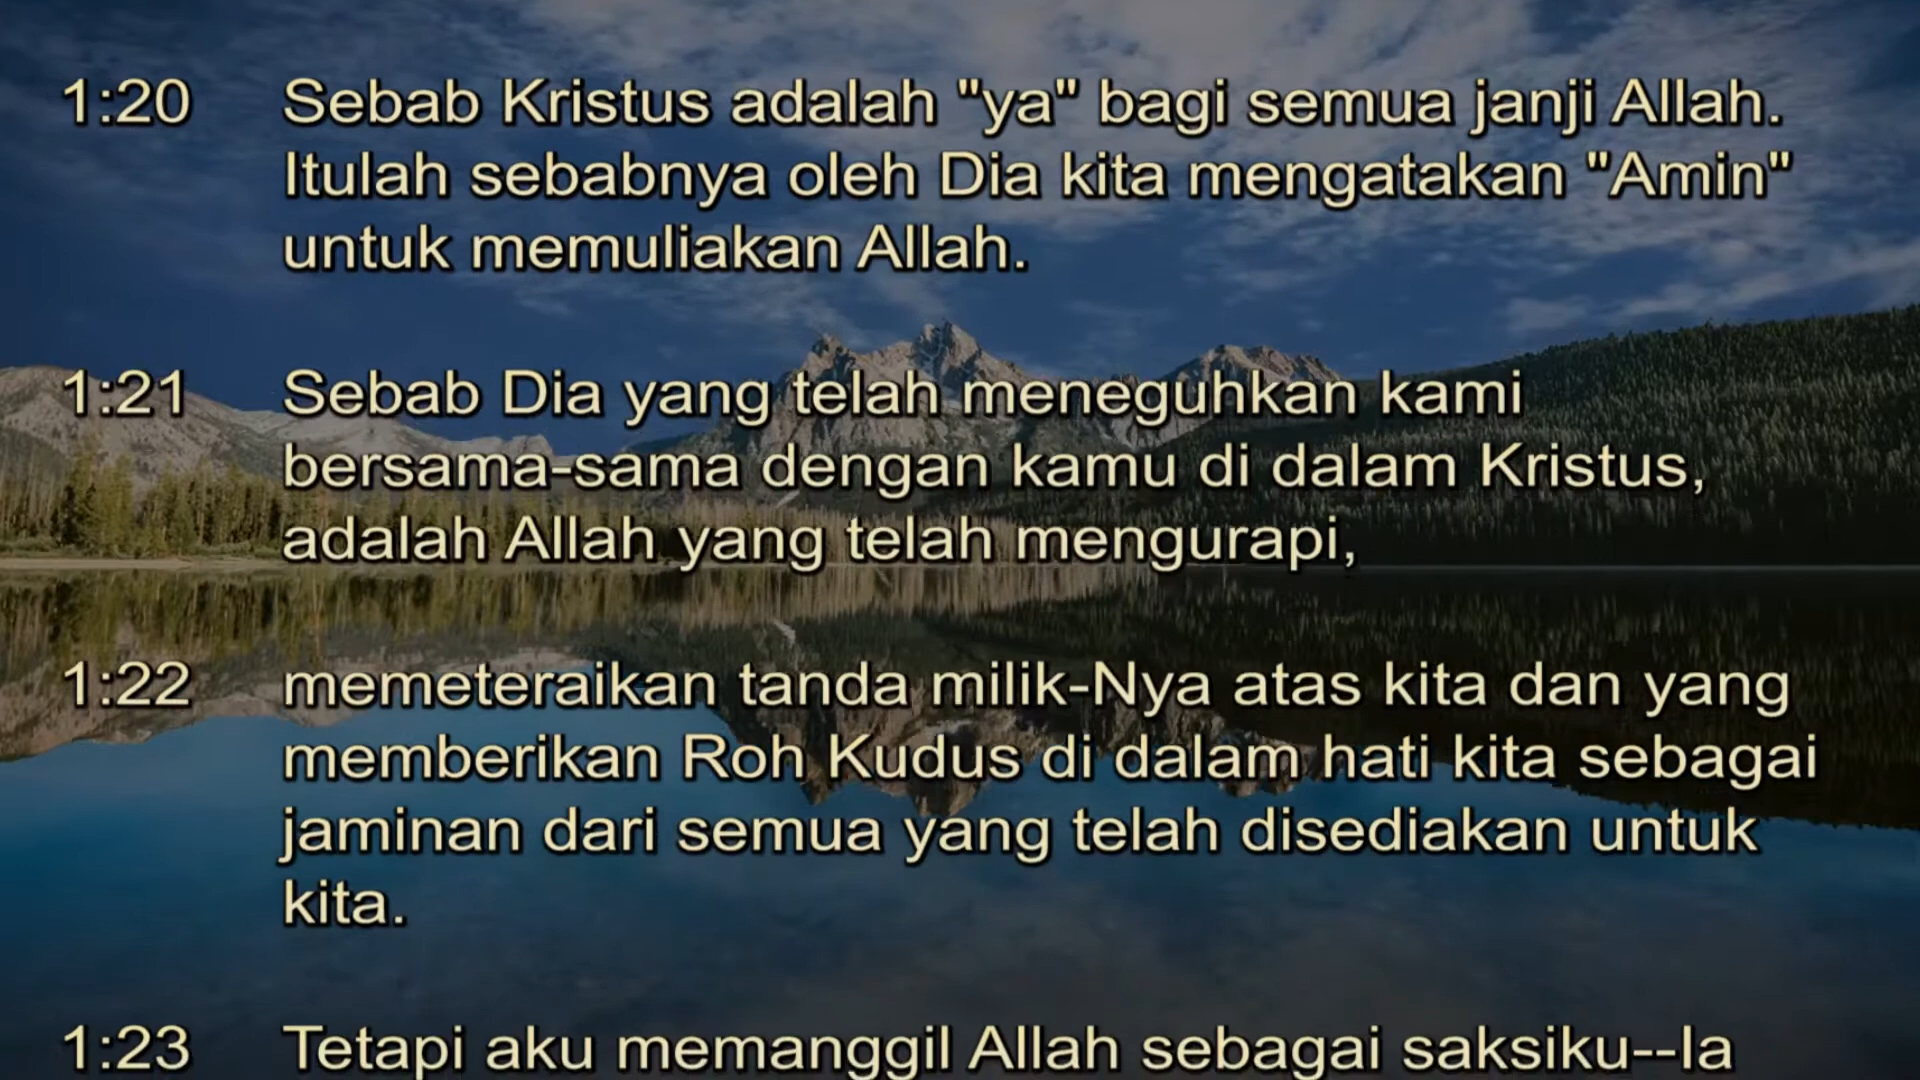 1:20 Sebab Kristus adalah "ya" bagi semua janji Allah.
Itulah sebabnya oleh Dia kita mengatakan "Amin"
untuk memuliakan Allah.
1:21 Sebab Dia yang telah meneguhkan kami
bersama-sama dengan kamu di dalam Kristus,
adalah Allah yang telah mengurapi,
1:22 memeteraikan tanda milik-Nya atas kita dan yang
memberikan Roh Kudus di dalam hati kita sebagai
jaminan dari semua yang telah disediakan untuk
kita.
1:23 Tetapi aku memanggil Allah sebagai saksiku--Ia